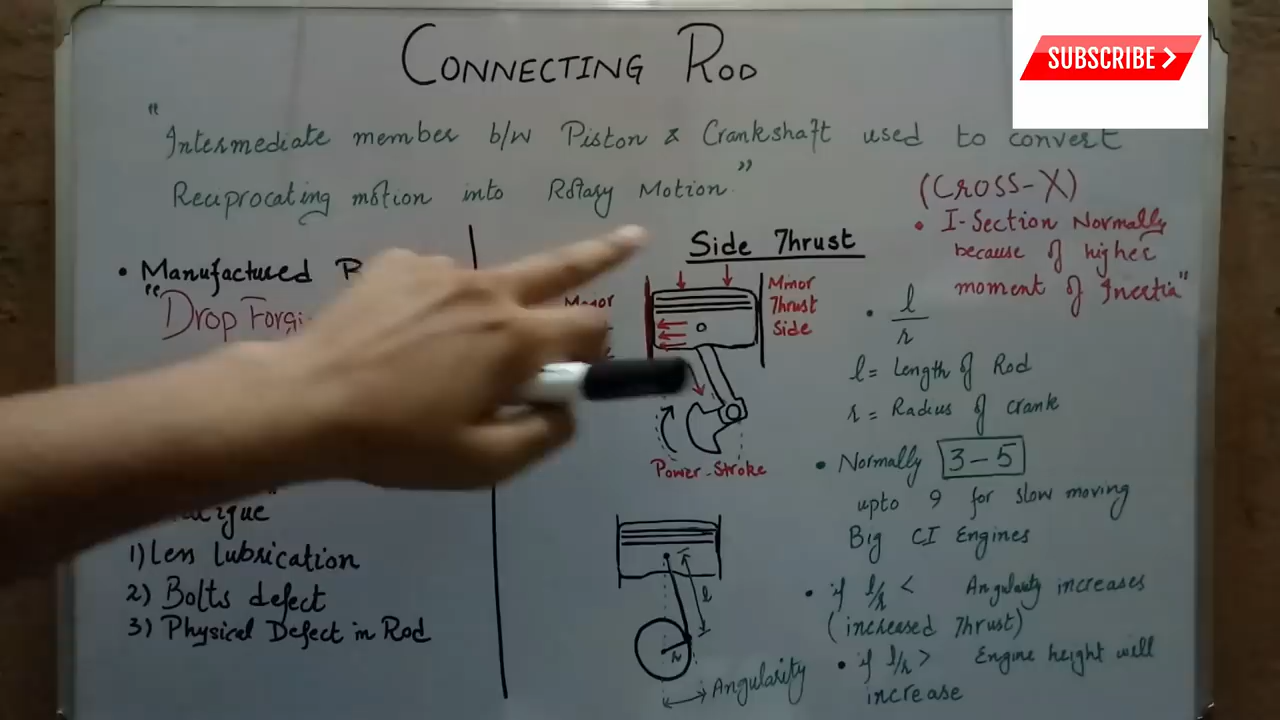 CONNECTING ROD
SUBSCRIBE
"Intermediate member b/w Piston & Crankshaft used to convert
Reciprocating motion into Rotary Motion"
• Manufactured
"Drop Forgi
1) Less Lubrication
2) Bolts defect
3) Physical Defect in Rod
Side Thrust
Minor
Thrust
Side
Power-Stroke
l
r
Angularity
(Cross-X)
• I-Section Normally
because of higher
moment of Inertia"
• l
r
l = Length of Rod
r = Radius of crank
• Normally 3-5
upto 9 for slow moving
Big CI Engines
• if l/r < Angularity increases
(increased Thrust)
• if l/r > Engine height will
increase